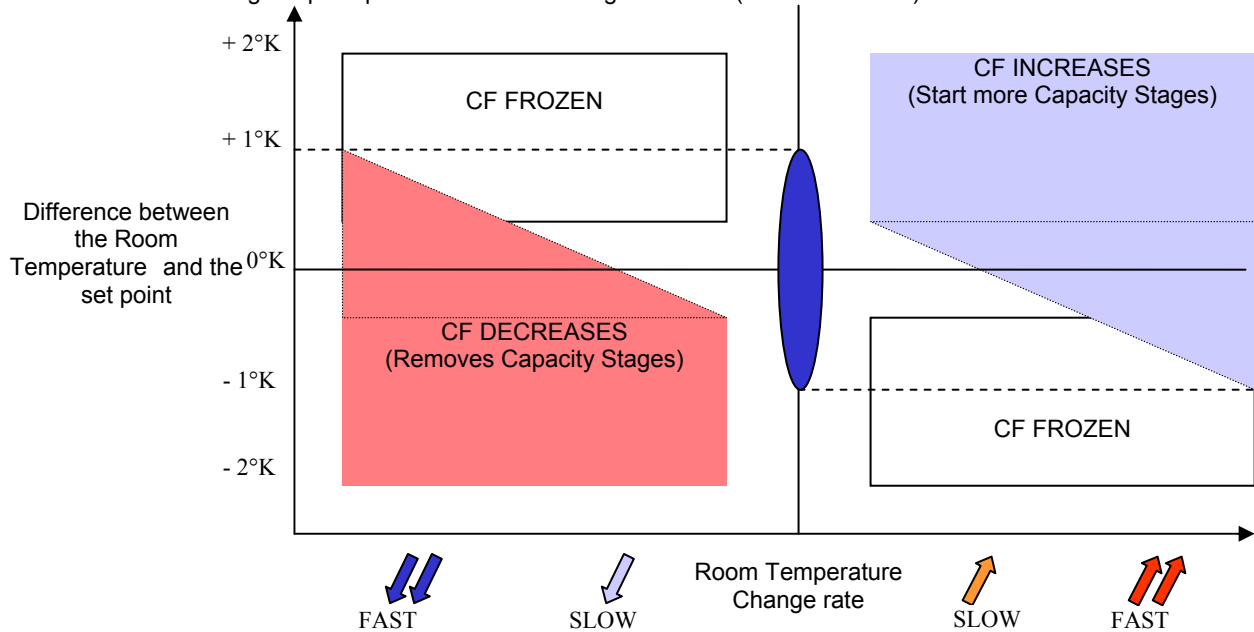 + 2°K
CF FROZEN
CF INCREASES
(Start more Capacity Stages)
+ 1°K
Difference between
the Room
Temperature and the
set point
0°K
CF DECREASES
(Removes Capacity Stages)
- 1°K
CF FROZEN
- 2°K
Room Temperature
Change rate
FAST
SLOW
SLOW
FAST